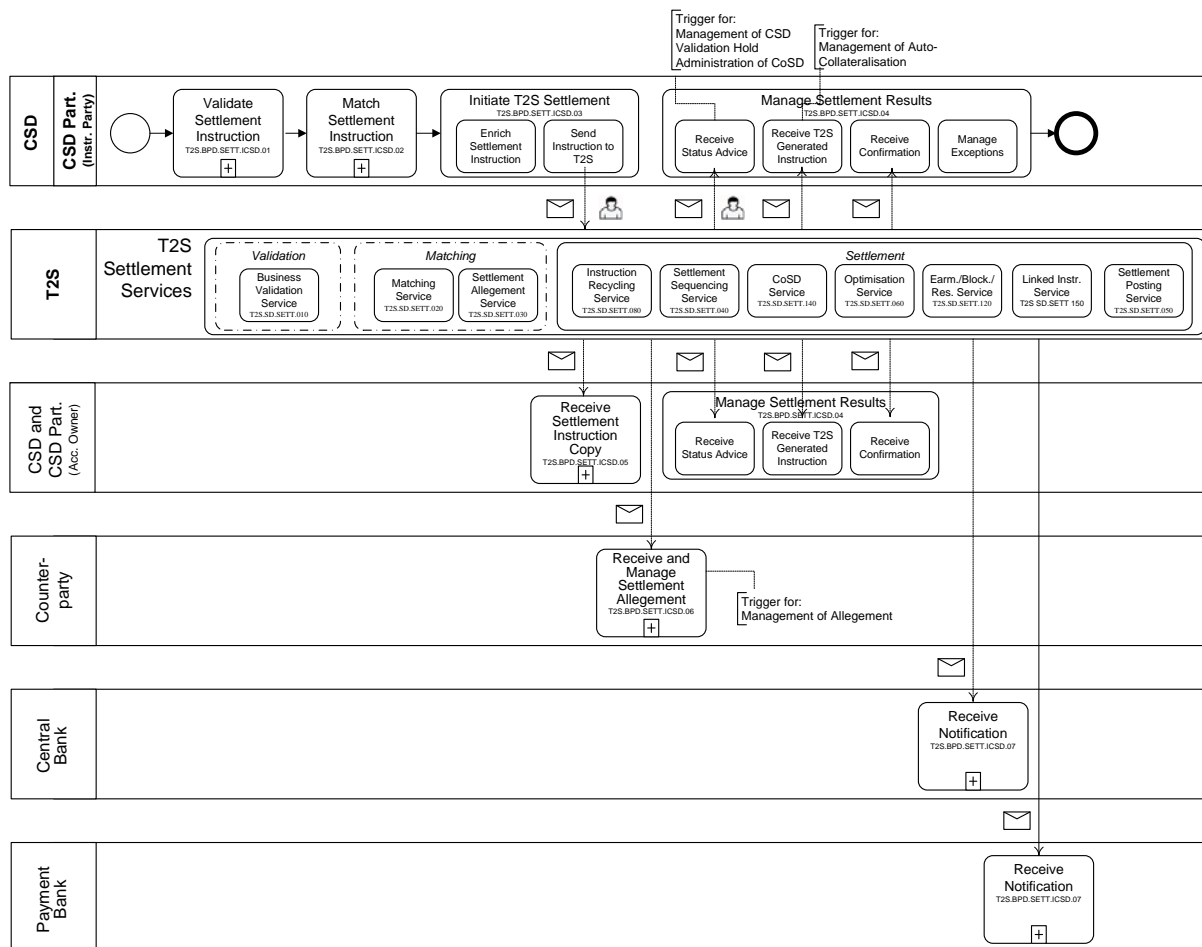 Trigger for:
Management of CSD
Validation Hold
Administration of CoSD
Trigger for:
Management of Auto-
Collateralisation
CSD
CSD Part.
(Instr. Party)
Validate
Settlement
Instruction
T2S.BPD.SETT.ICSD.01
+
Match
Settlement
Instruction
T2S.BPD.SETT.ICSD.02
+
Initiate T2S Settlement
T2S.BPD.SETT.ICSD.03
Enrich
Settlement
Instruction
Send
Instruction to
T2S
Manage Settlement Results
T2S.BPD.SETT.ICSD.04
Receive
Status Advice
Receive T2S
Generated
Instruction
Receive
Confirmation
Manage
Exceptions
T2S
T2S
Settlement
Services
Validation
Business
Validation
Service
T2S.SD.SETT.010
Matching
Matching
Service
T2S.SD.SETT.020
Settlement
Allegement
Service
T2S.SD.SETT.030
Settlement
Instruction
Recycling
Service
T2S.SD.SETT.080
Settlement
Sequencing
Service
T2S.SD.SETT.040
CoSD
Service
T2S.SD.SETT.140
Optimisation
Service
T2S.SD.SETT.060
Earm./Block./
Res. Service
T2S.SD.SETT.120
Linked Instr.
Service
T2S SD.SETT 150
Settlement
Posting
Service
T2S.SD.SETT.050
CSD and
CSD Part.
(Acc. Owner)
Receive
Settlement
Instruction
Copy
T2S.BPD.SETT.ICSD.05
+
Manage Settlement Results
T2S.BPD.SETT.ICSD.04
Receive
Status Advice
Receive T2S
Generated
Instruction
Receive
Confirmation
Counter-
party
Receive and
Manage
Settlement
Allegement
T2S.BPD.SETT.ICSD.06
+
Trigger for:
Management of Allegement
Central
Bank
Receive
Notification
T2S.BPD.SETT.ICSD.07
+
Payment
Bank
Receive
Notification
T2S.BPD.SETT.ICSD.07
+